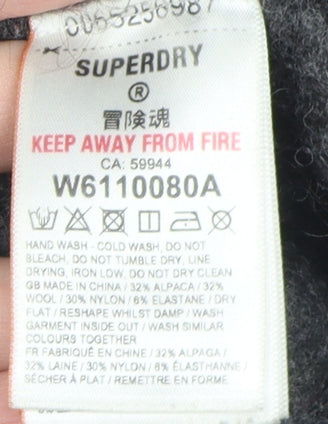 0065256987
SUPERDRY
®
冒険魂
KEEP AWAY FROM FIRE
CA: 59944
W6110080A
HAND WASH - COLD WASH, DO NOT
BLEACH, DO NOT TUMBLE DRY, LINE
DRYING, IRON LOW, DO NOT DRY CLEAN
GB MADE IN CHINA / 32% ALPACA / 32%
WOOL / 30% NYLON / 6% ELASTANE / DRY
FLAT / RESHAPE WHILST DAMP / WASH
GARMENT INSIDE OUT / WASH SIMILAR
COLOURS TOGETHER
FR FABRIQUÉ EN CHINE / 32% ALPAGA /
32% LAINE / 30% NYLON / 6% ÉLASTHANNE /
SÉCHER À PLAT / REMETTRE EN FORME